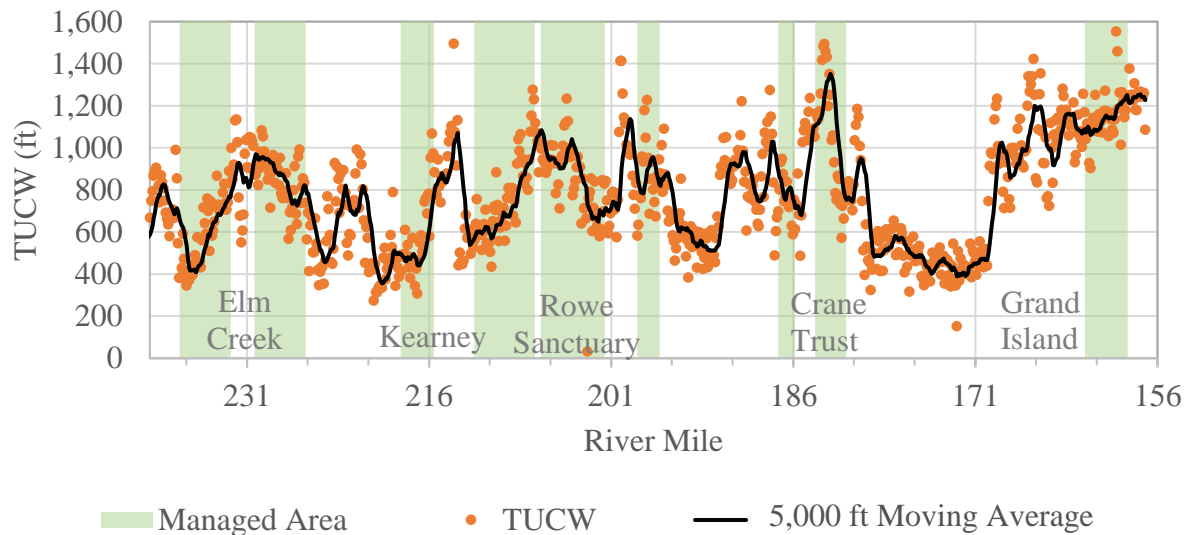 1,600
1,400
1,200
1,000
800
600
400
200
0
TUCW (ft)
Elm
Creek
Kearney
Rowe
Sanctuary
Crane
Trust
Grand
Island
231
216
201
186
171
156
River Mile
Managed Area
TUCW
5,000 ft Moving Average